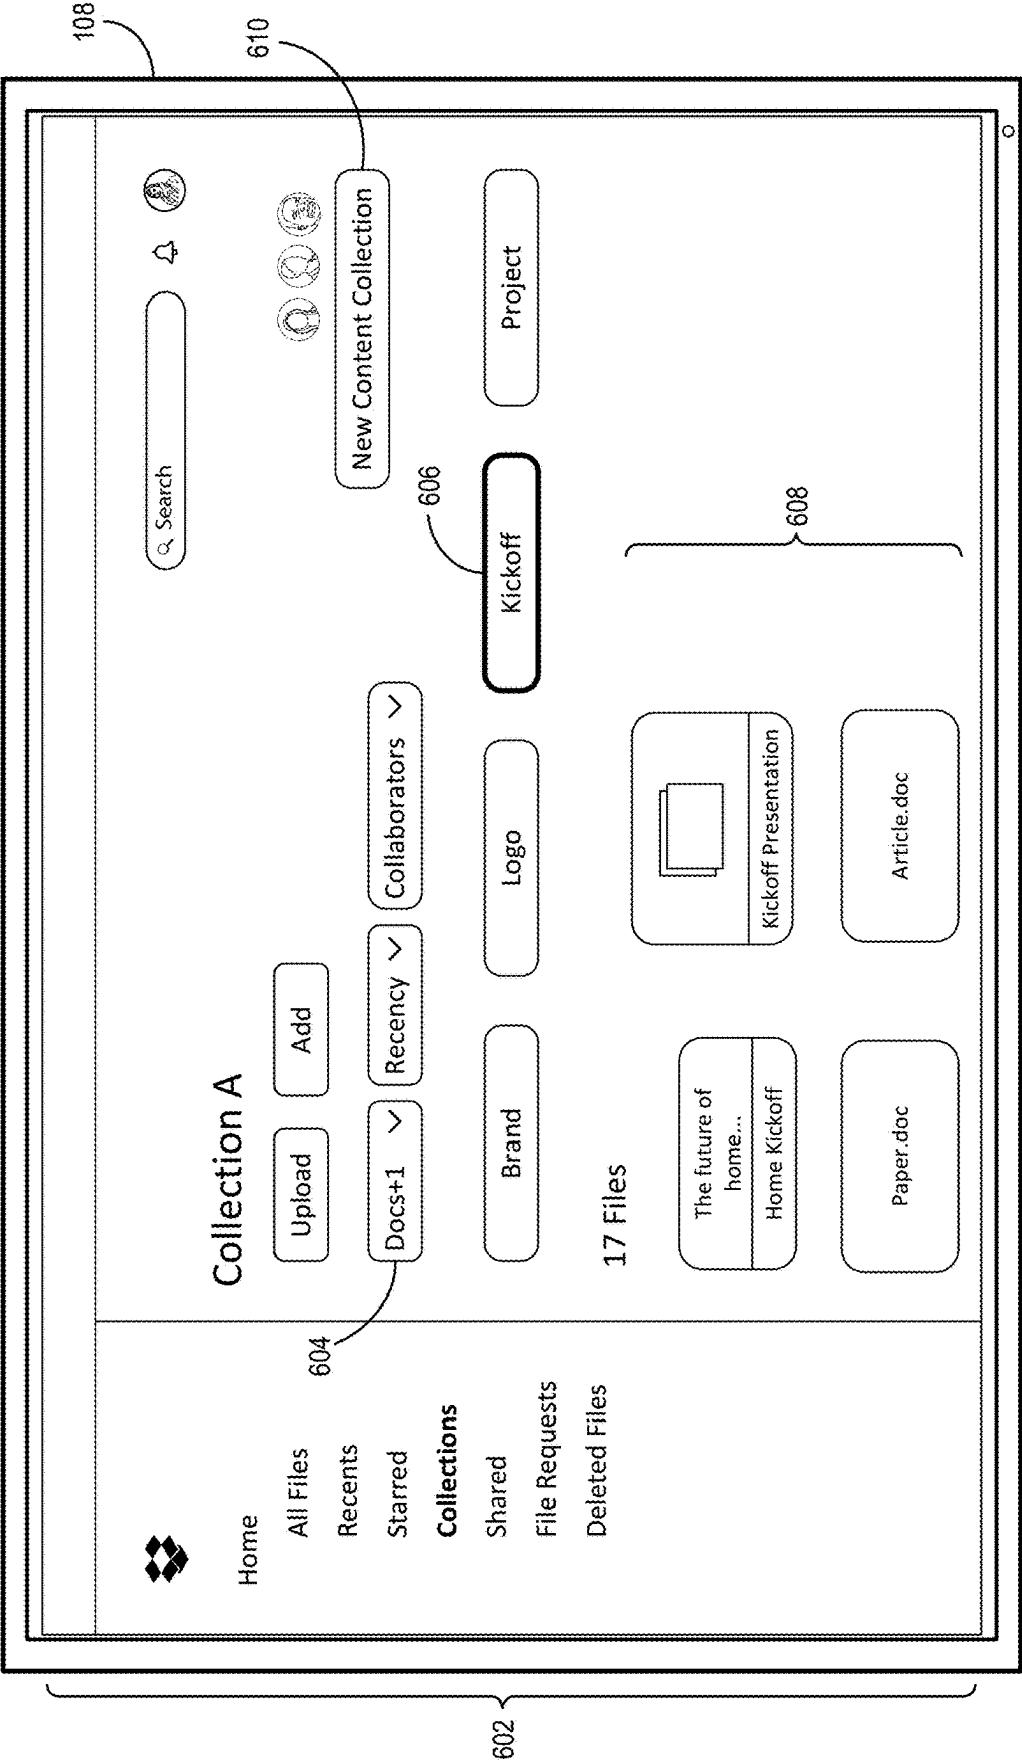 108
610
Search
Home
All Files
Recents
Starred
Collections
Shared
File Requests
Deleted Files
Collection A
Upload
Add
New Content Collection
604
Docs+1
Recency
Collaborators
606
Brand
Logo
Kickoff
Project
17 Files
608
The future of
home...
Home Kickoff
Kickoff Presentation
Paper.doc
Article.doc
602